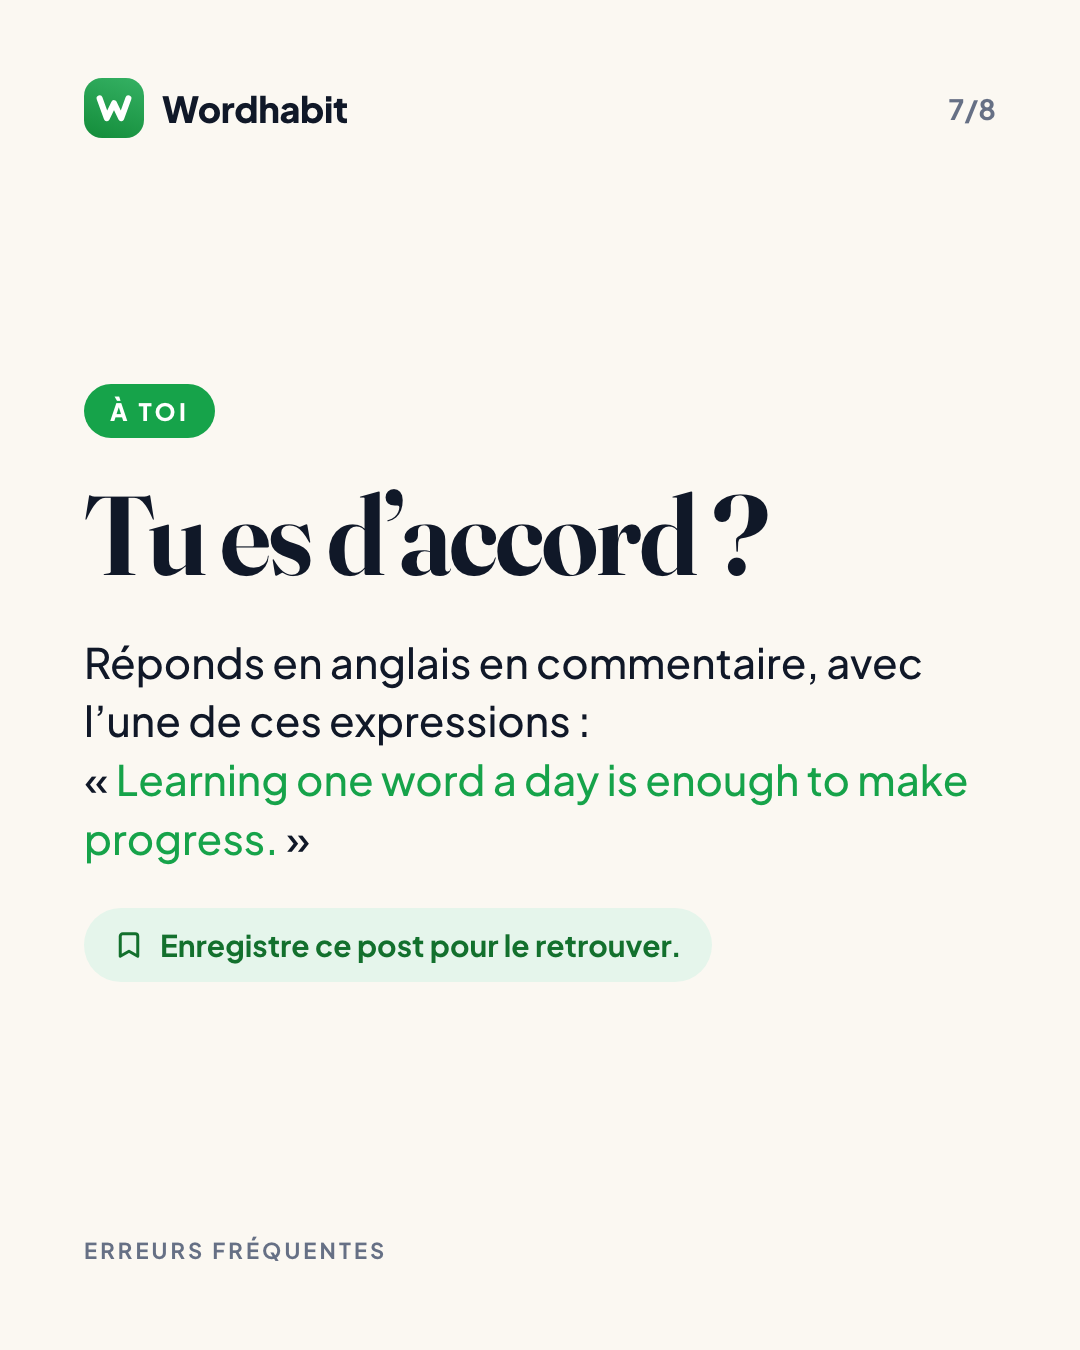 Wordhabit
7/8
À TOI
Tu es d’accord ?
Réponds en anglais en commentaire, avec
l’une de ces expressions :
« Learning one word a day is enough to make
progress. »
Enregistre ce post pour le retrouver.
ERREURS FRÉQUENTES